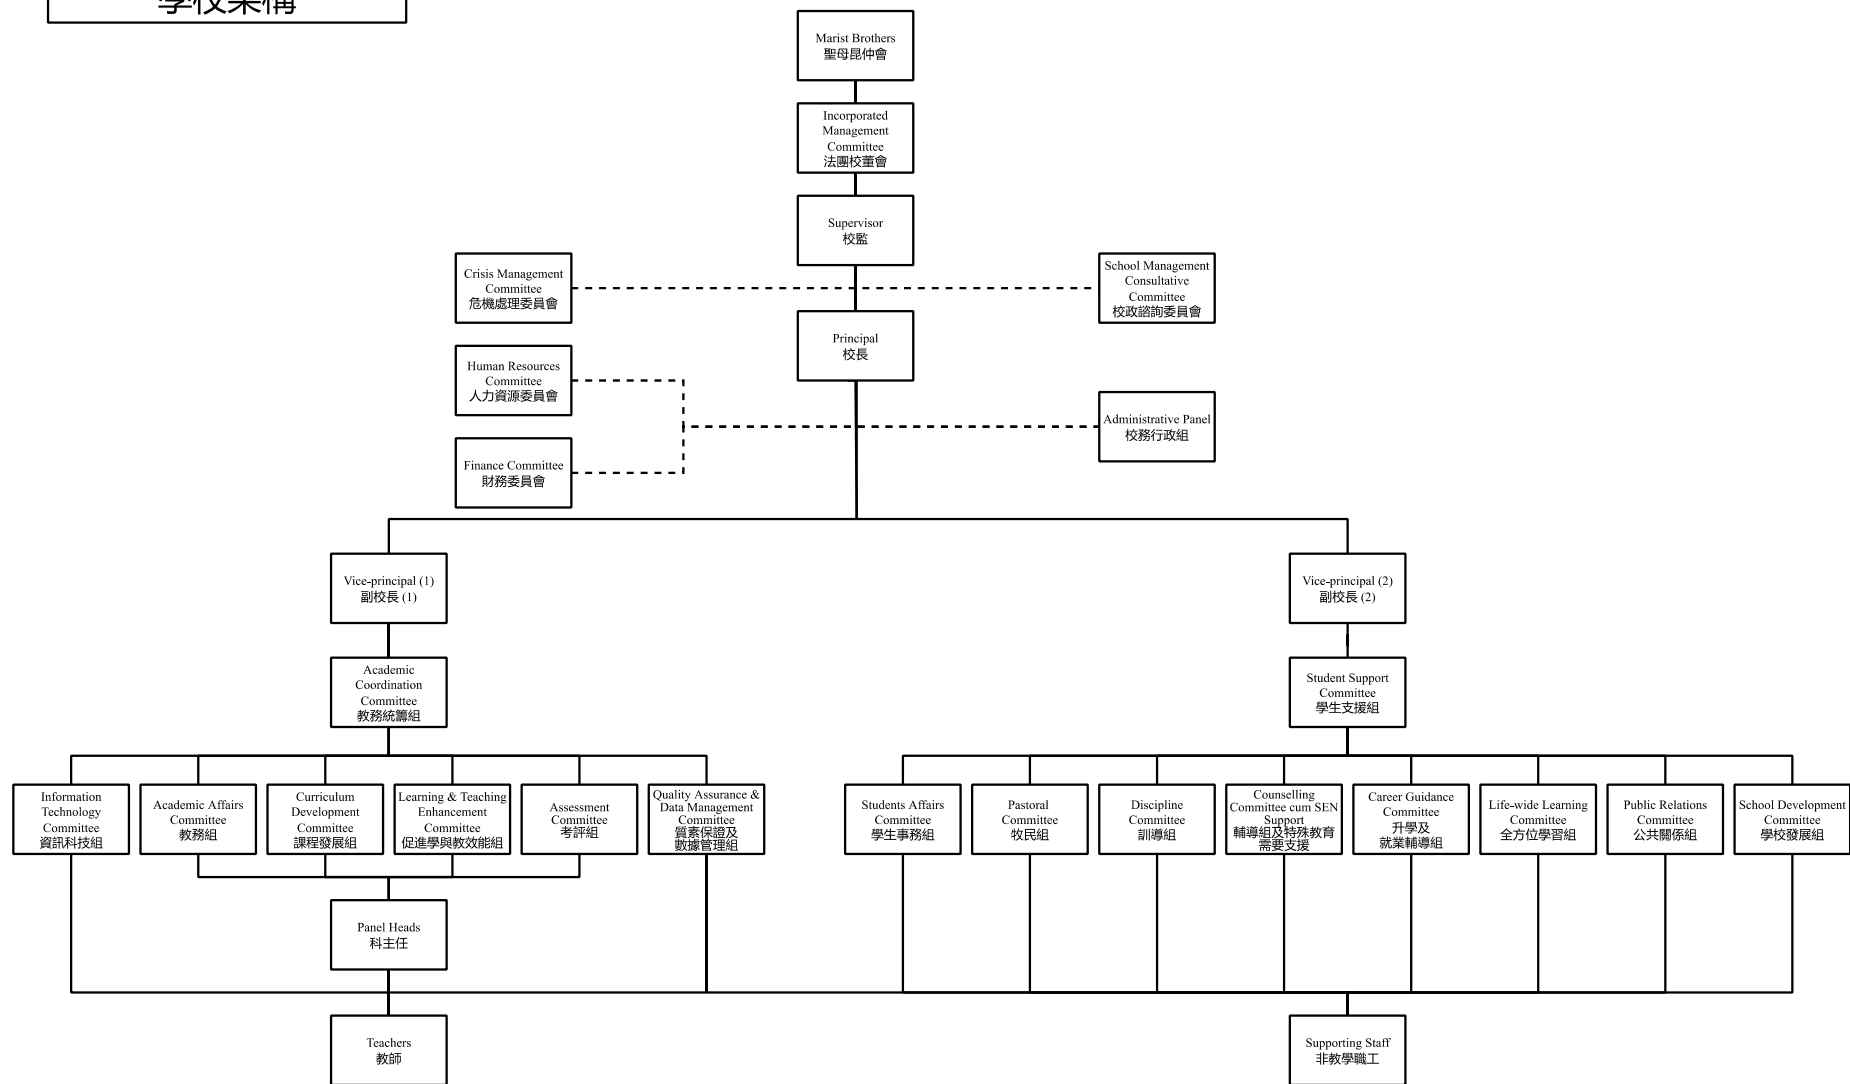 學校架構
Marist Brothers
聖母昆仲會
Incorporated
Management
Committee
法團校董會
Supervisor
校監
Crisis Management
Committee
危機處理委員會
School Management
Consultative
Committee
校政諮詢委員會
Principal
校長
Human Resources
Committee
人力資源委員會
Administrative Panel
校務行政組
Finance Committee
財務委員會
Vice-principal (1)
副校長 (1)
Vice-principal (2)
副校長 (2)
Academic
Coordination
Committee
教務統籌組
Student Support
Committee
學生支援組
Information
Technology
Committee
資訊科技組
Academic Affairs
Committee
教務組
Curriculum
Development
Committee
課程發展組
Learning & Teaching
Enhancement
Committee
促進學與教效能組
Assessment
Committee
考評組
Quality Assurance &
Data Management
Committee
質素保證及
數據管理組
Students Affairs
Committee
學生事務組
Pastoral
Committee
牧民組
Discipline
Committee
訓導組
Counselling
Committee cum SEN
Support
輔導組及特殊教育
需要支援
Career Guidance
Committee
升學及
就業輔導組
Life-wide Learning
Committee
全方位學習組
Public Relations
Committee
公共關係組
School Development
Committee
學校發展組
Panel Heads
科主任
Teachers
教師
Supporting Staff
非教學職工